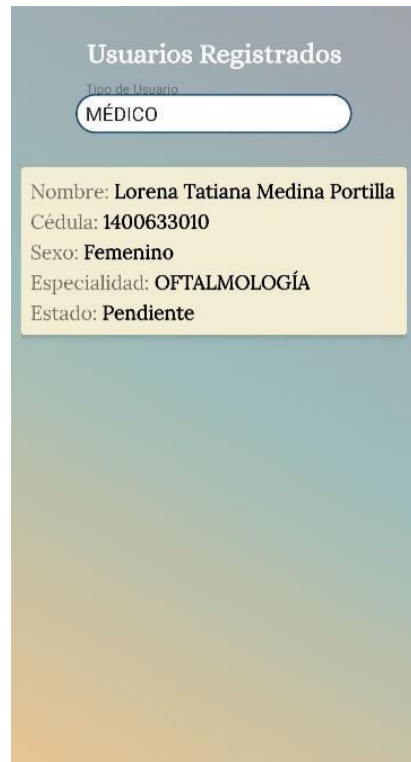 Usuarios Registrados
Tipo de Usuario
MÉDICO
Nombre: Lorena Tatiana Medina Portilla
Cédula: 1400633010
Sexo: Femenino
Especialidad: OFTALMOLOGÍA
Estado: Pendiente